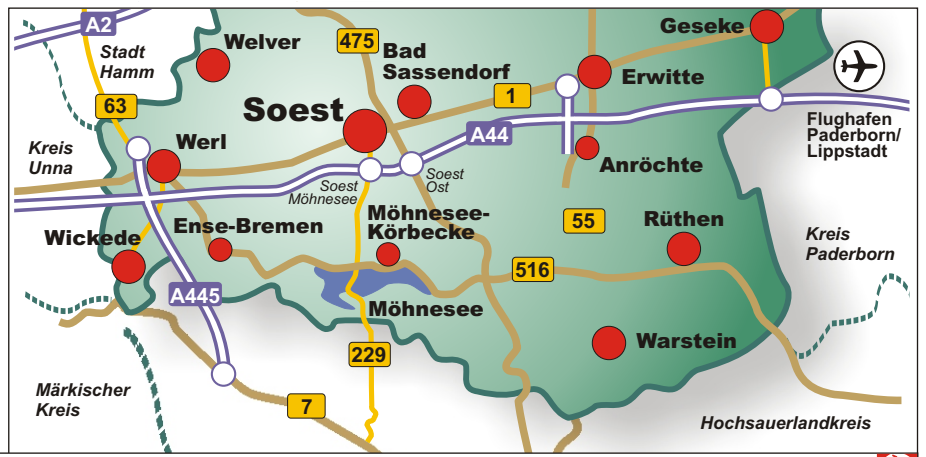 A2
Stadt
Hamm
Welver
475
Bad
Sassendorf
Geseke
Erwitte
63
Soest
1
A44
Flughafen
Paderborn/
Lippstadt
Kreis
Unna
Werl
Soest
Möhnesee
Soest
Ost
Anröchte
Wickede
Ense-Bremen
Möhnesee-
Körbecke
55
Rüthen
Kreis
Paderborn
516
A445
Möhnesee
229
Warstein
Märkischer
Kreis
7
Hochsauerlandkreis